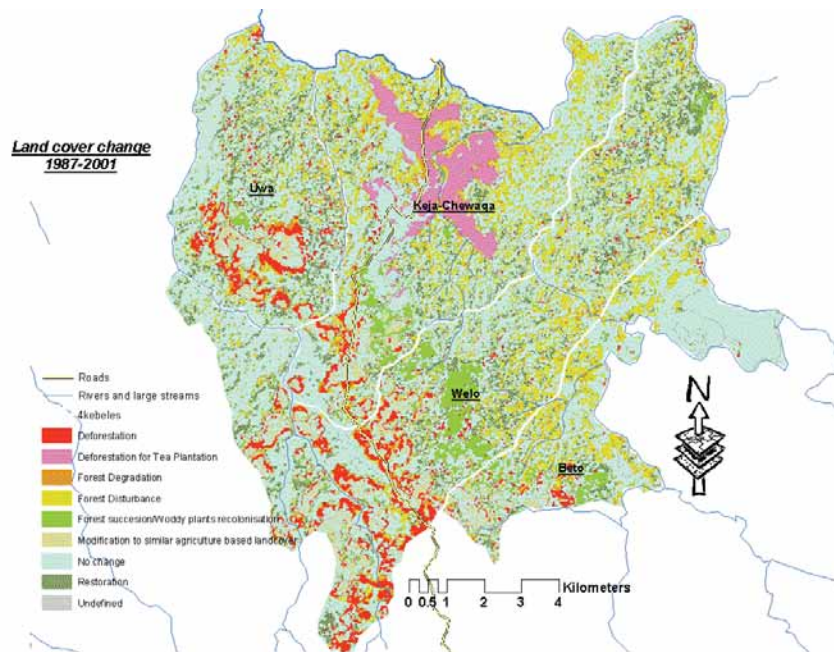 Land cover change
1987-2001
Uwa
Keja-Chewaqa
Welo
Beto
N
Roads
Rivers and large streams
4kebeles
Deforestation
Deforestation for Tea Plantation
Forest Degradation
Forest Disturbance
Forest succesion/Woddy plants recolonisation
Modification to similar agriculture based landcover
No change
Restoration
Undefined
Kilometers
0 0.5 1 2 3 4